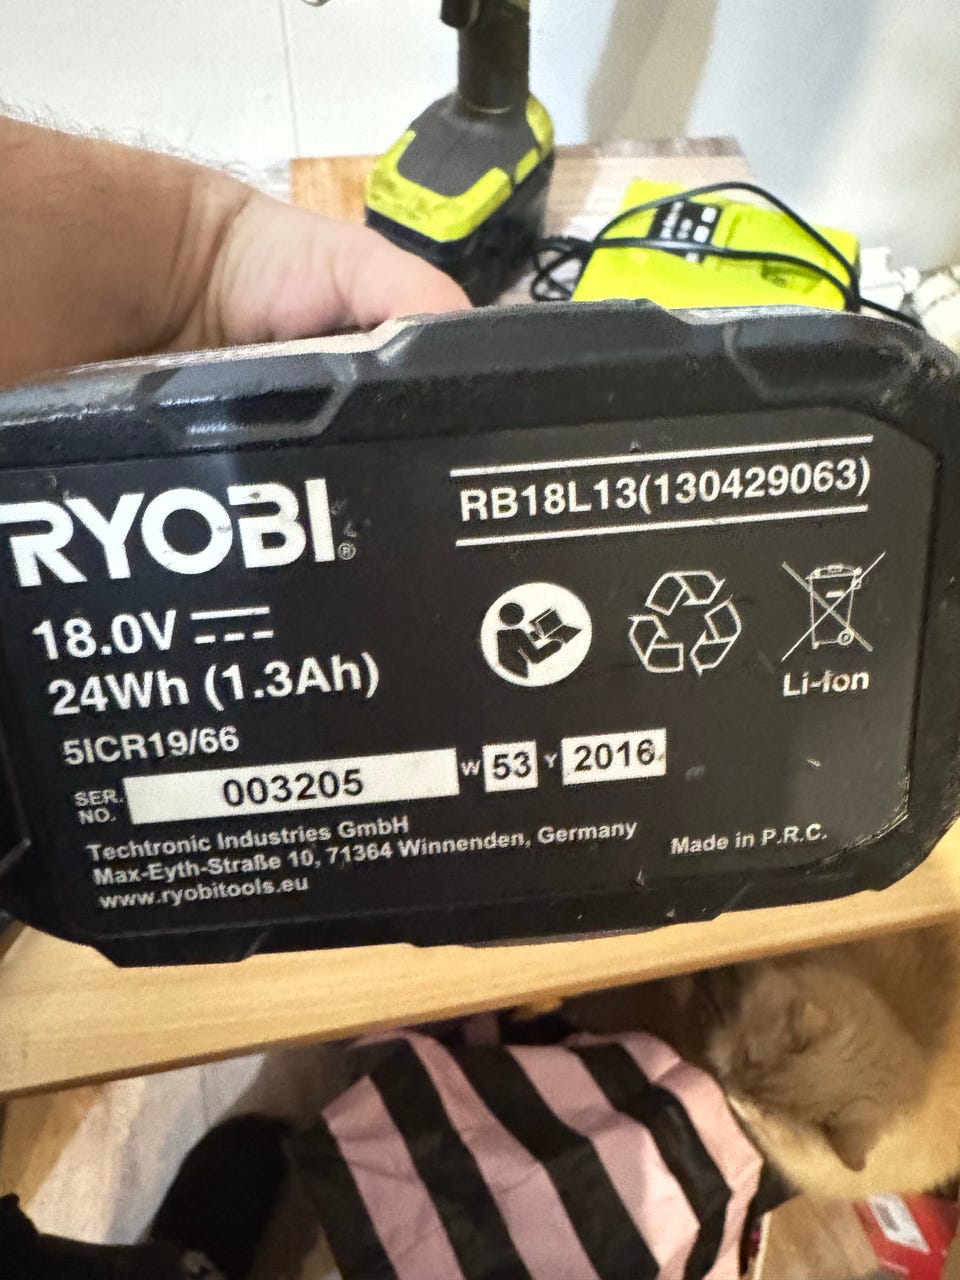 RYOBI®
RB18L13(130429063)
18.0V
24Wh (1.3Ah)
5ICR19/66
Li-Ion
SER. NO. 003205 W 53 Y 2016
Techtronic Industries GmbH
Max-Eyth-Straße 10, 71364 Winnenden, Germany
www.ryobitools.eu
Made in P.R.C.